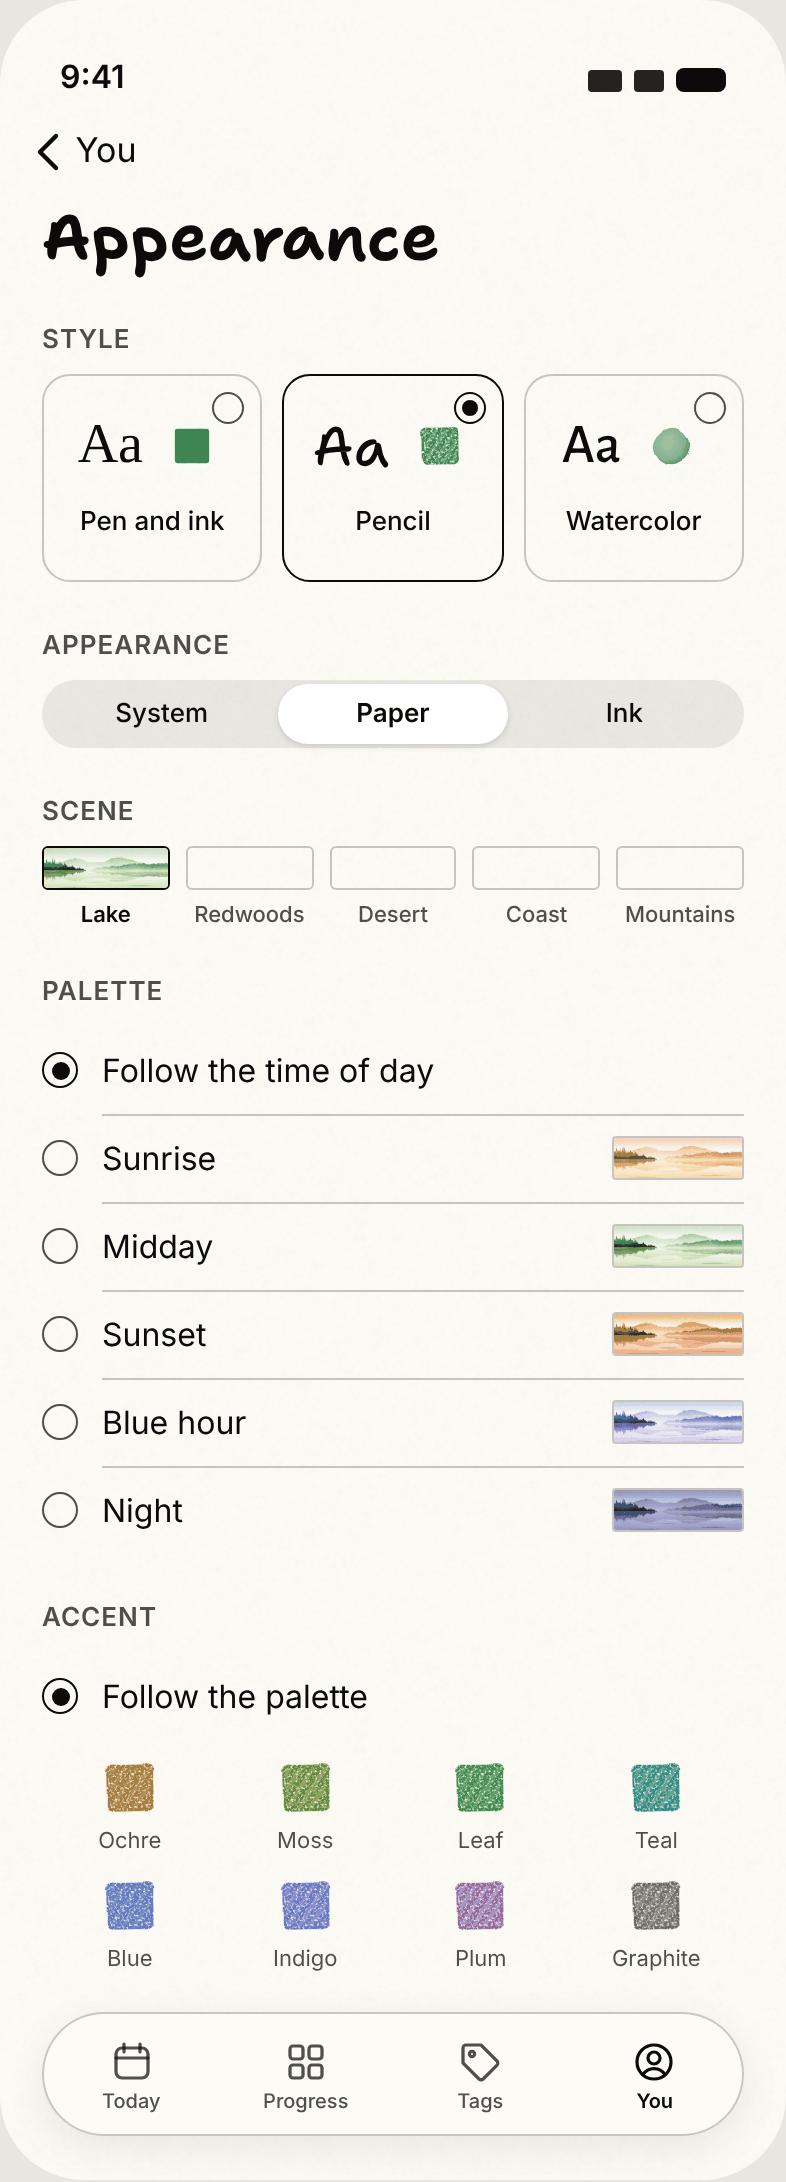 9:41
You
Appearance
STYLE
Aa
Aa
Aa
Pen and ink
Pencil
Watercolor
APPEARANCE
System
Paper
Ink
SCENE
Lake
Redwoods
Desert
Coast
Mountains
PALETTE
Follow the time of day
Sunrise
Midday
Sunset
Blue hour
Night
ACCENT
Follow the palette
Ochre
Moss
Leaf
Teal
Blue
Indigo
Plum
Graphite
Today
Progress
Tags
You